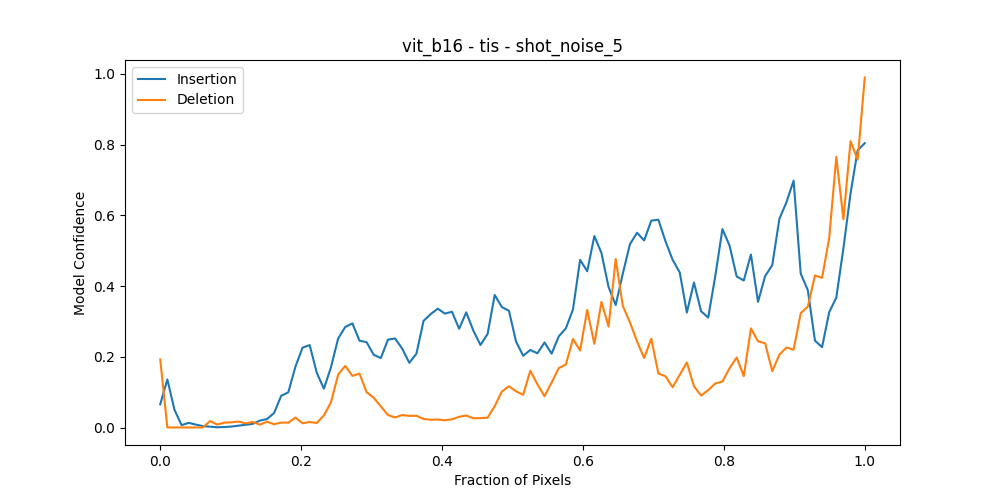 vit_b16 - tis - shot_noise_5
Insertion
Deletion
1.0
0.8
0.6
0.4
0.2
0.0
Model Confidence
0.0 0.2 0.4 0.6 0.8 1.0
Fraction of Pixels